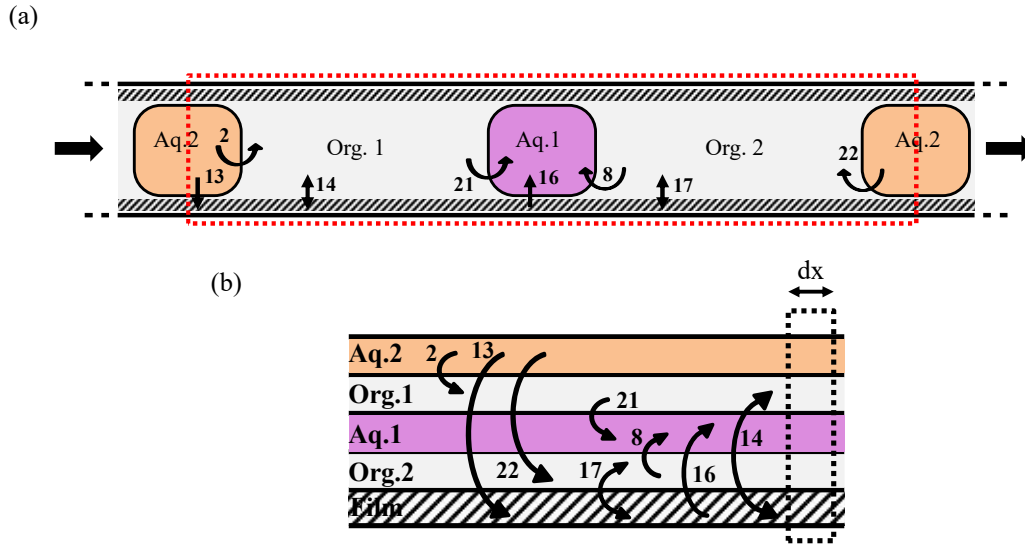 (a)
Aq.2 2 Org. 1 Aq.1 Org. 2 22 Aq.2
13 14 21 16 8 17
(b)
dx
Aq.2 2 13
Org.1 21
Aq.1 8 14
Org.2 22 17 16
Film